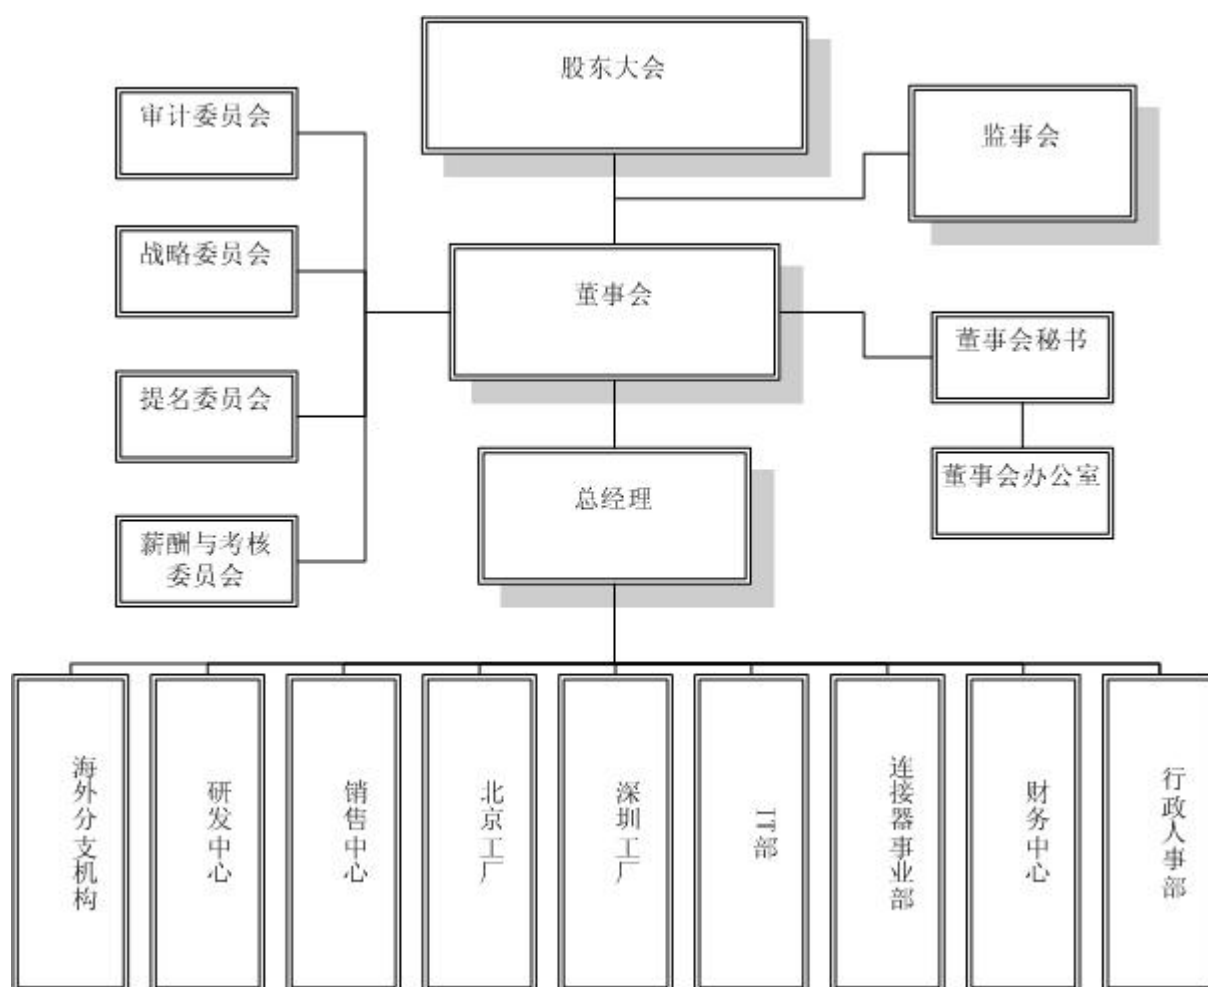 股东大会
审计委员会
监事会
战略委员会
董事会
董事会秘书
提名委员会
董事会办公室
总经理
薪酬与考核
委员会
海外分支机构
研发中心
销售中心
北京工厂
深圳工厂
IT部
连接器事业部
财务中心
行政人事部